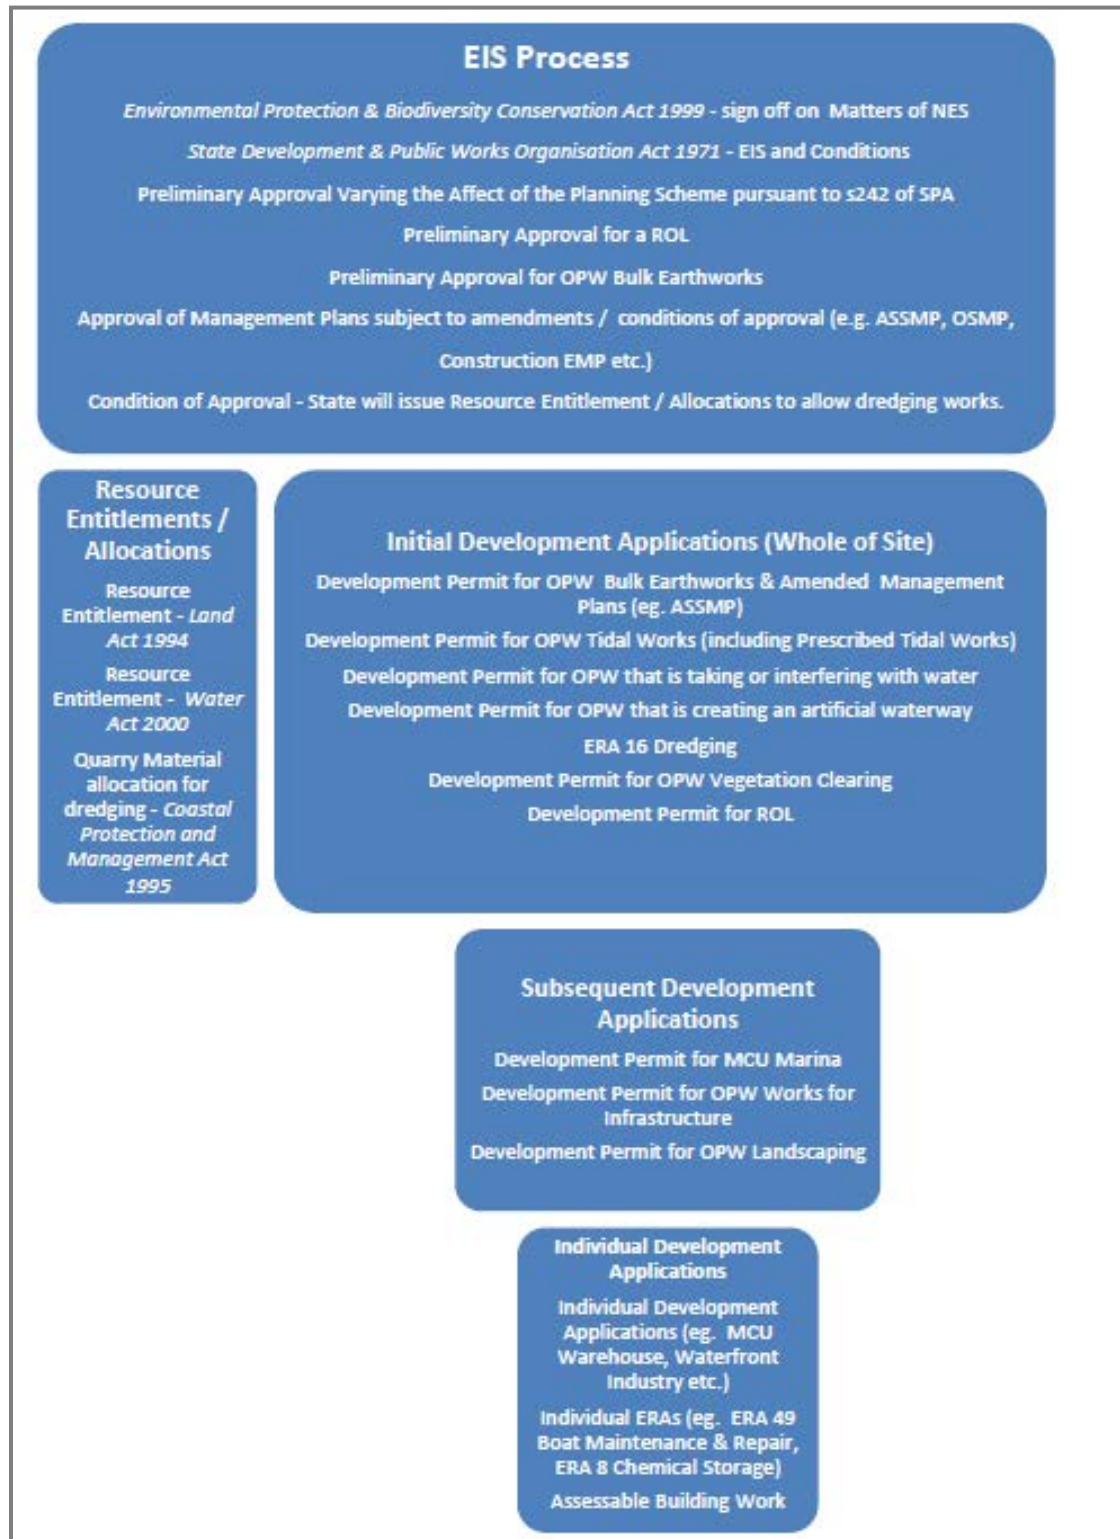 EIS Process
Environmental Protection & Biodiversity Conservation Act 1999 - sign off on Matters of NES
State Development & Public Works Organisation Act 1971 - EIS and Conditions
Preliminary Approval Varying the Affect of the Planning Scheme pursuant to s242 of SPA
Preliminary Approval for a ROL
Preliminary Approval for OPW Bulk Earthworks
Approval of Management Plans subject to amendments / conditions of approval (e.g. ASSMP, OSMP,
Construction EMP etc.)
Condition of Approval - State will issue Resource Entitlement / Allocations to allow dredging works.
Resource
Entitlements /
Allocations
Resource
Entitlement - Land
Act 1994
Resource
Entitlement - Water
Act 2000
Quarry Material
allocation for
dredging - Coastal
Protection and
Management Act
1995
Initial Development Applications (Whole of Site)
Development Permit for OPW Bulk Earthworks & Amended Management
Plans (eg. ASSMP)
Development Permit for OPW Tidal Works (including Prescribed Tidal Works)
Development Permit for OPW that is taking or interfering with water
Development Permit for OPW that is creating an artificial waterway
ERA 16 Dredging
Development Permit for OPW Vegetation Clearing
Development Permit for ROL
Subsequent Development
Applications
Development Permit for MCU Marina
Development Permit for OPW Works for
Infrastructure
Development Permit for OPW Landscaping
Individual Development
Applications
Individual Development
Applications (eg. MCU
Warehouse, Waterfront
Industry etc.)
Individual ERAs (eg. ERA 49
Boat Maintenance & Repair,
ERA 8 Chemical Storage)
Assessable Building Work